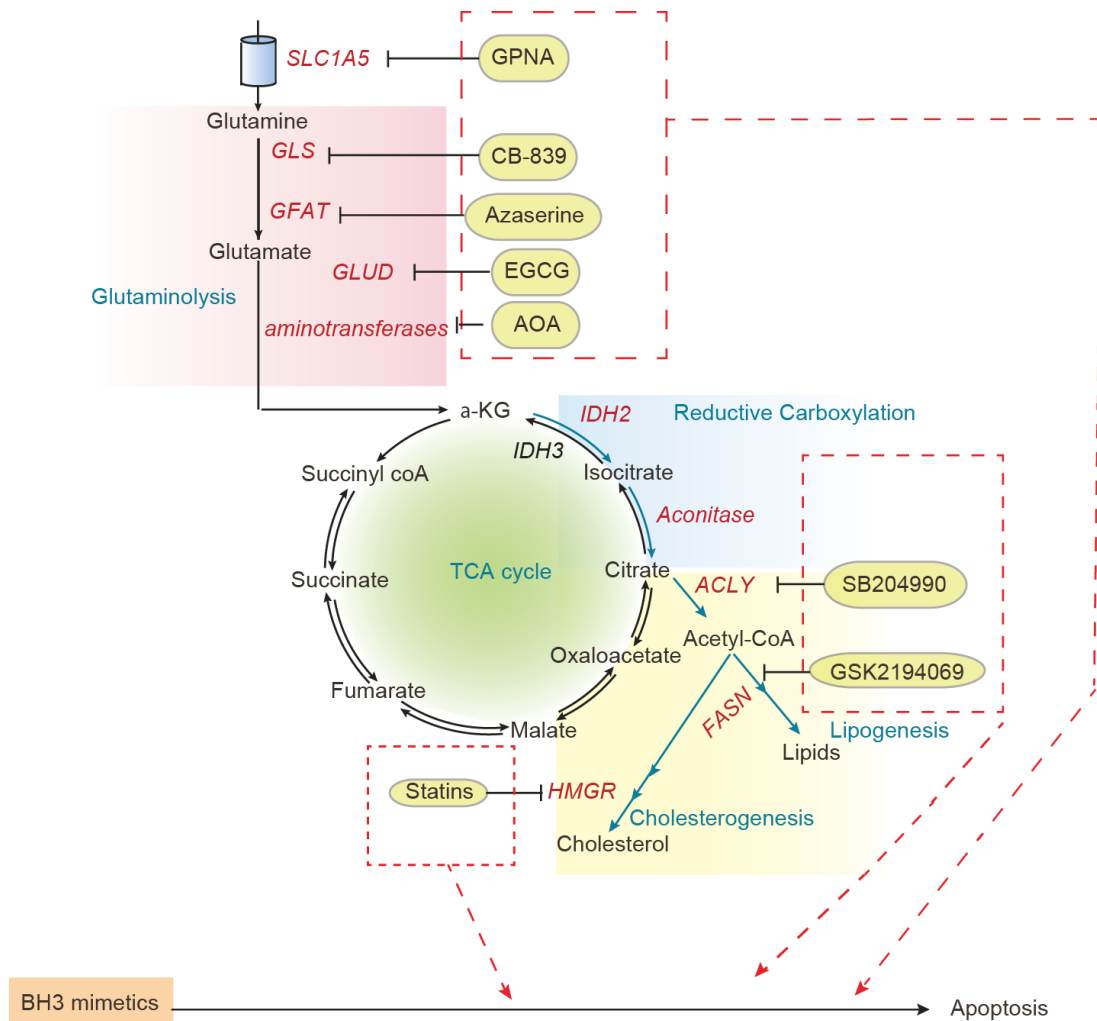 SLC1A5
GPNA
Glutamine
GLS
CB-839
GFAT
Azaserine
Glutamate
GLUD
EGCG
Glutaminolysis
aminotransferases
AOA
a-KG
IDH2
Reductive Carboxylation
IDH3
Succinyl coA
Isocitrate
Aconitase
TCA cycle
Succinate
Citrate
ACLY
SB204990
Acetyl-CoA
Oxaloacetate
GSK2194069
Fumarate
FASN
Malate
Lipogenesis
Lipids
Statins
HMGR
Cholesterogenesis
Cholesterol
BH3 mimetics
Apoptosis